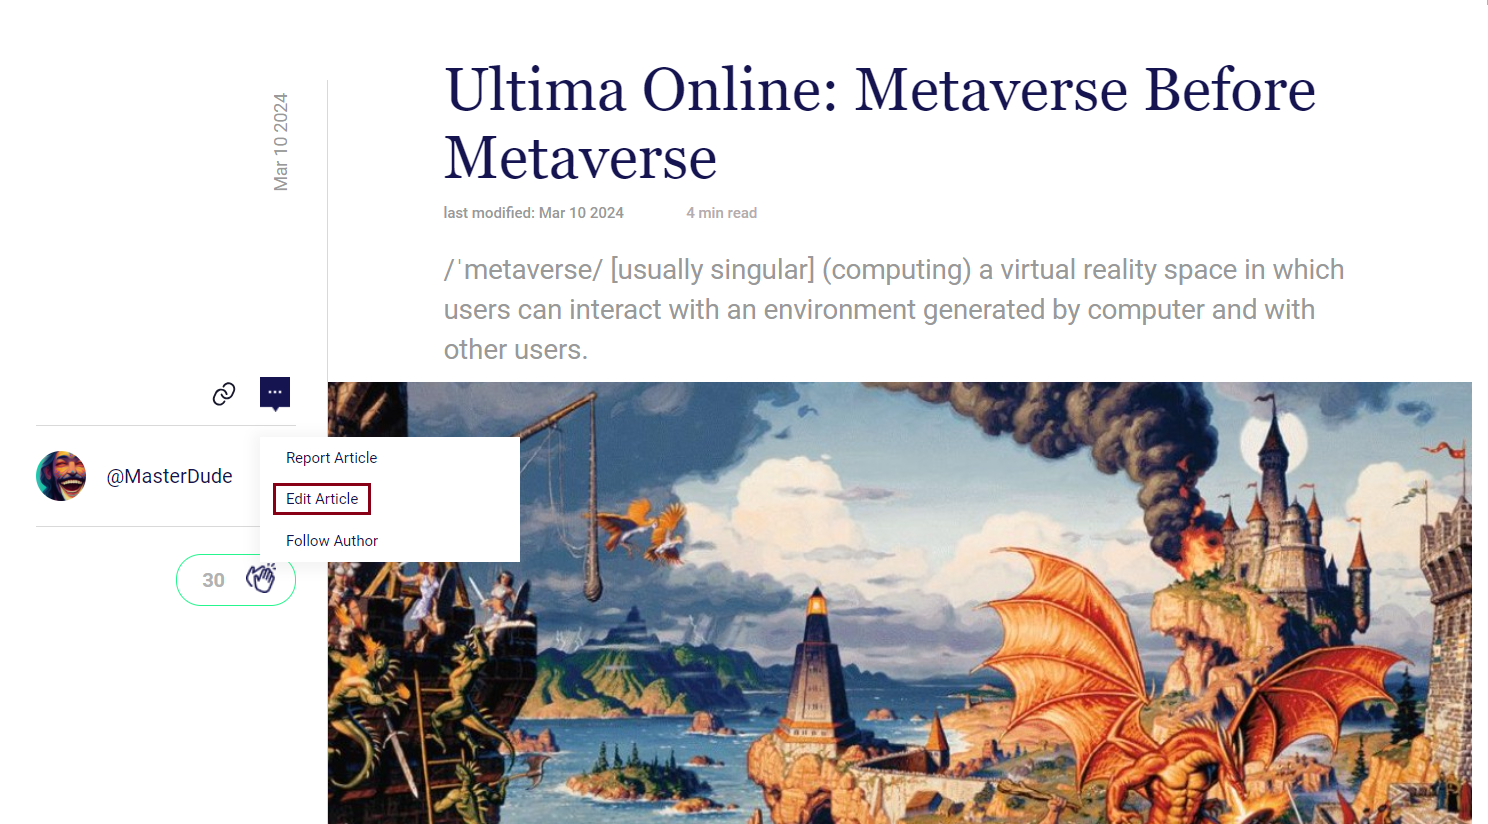 Ultima Online: Metaverse Before
Metaverse
Mar 10 2024
last modified: Mar 10 2024
4 min read
/ˈmetaverse/ [usually singular] (computing) a virtual reality space in which
users can interact with an environment generated by computer and with
other users.
@MasterDude
Report Article
Edit Article
Follow Author
30